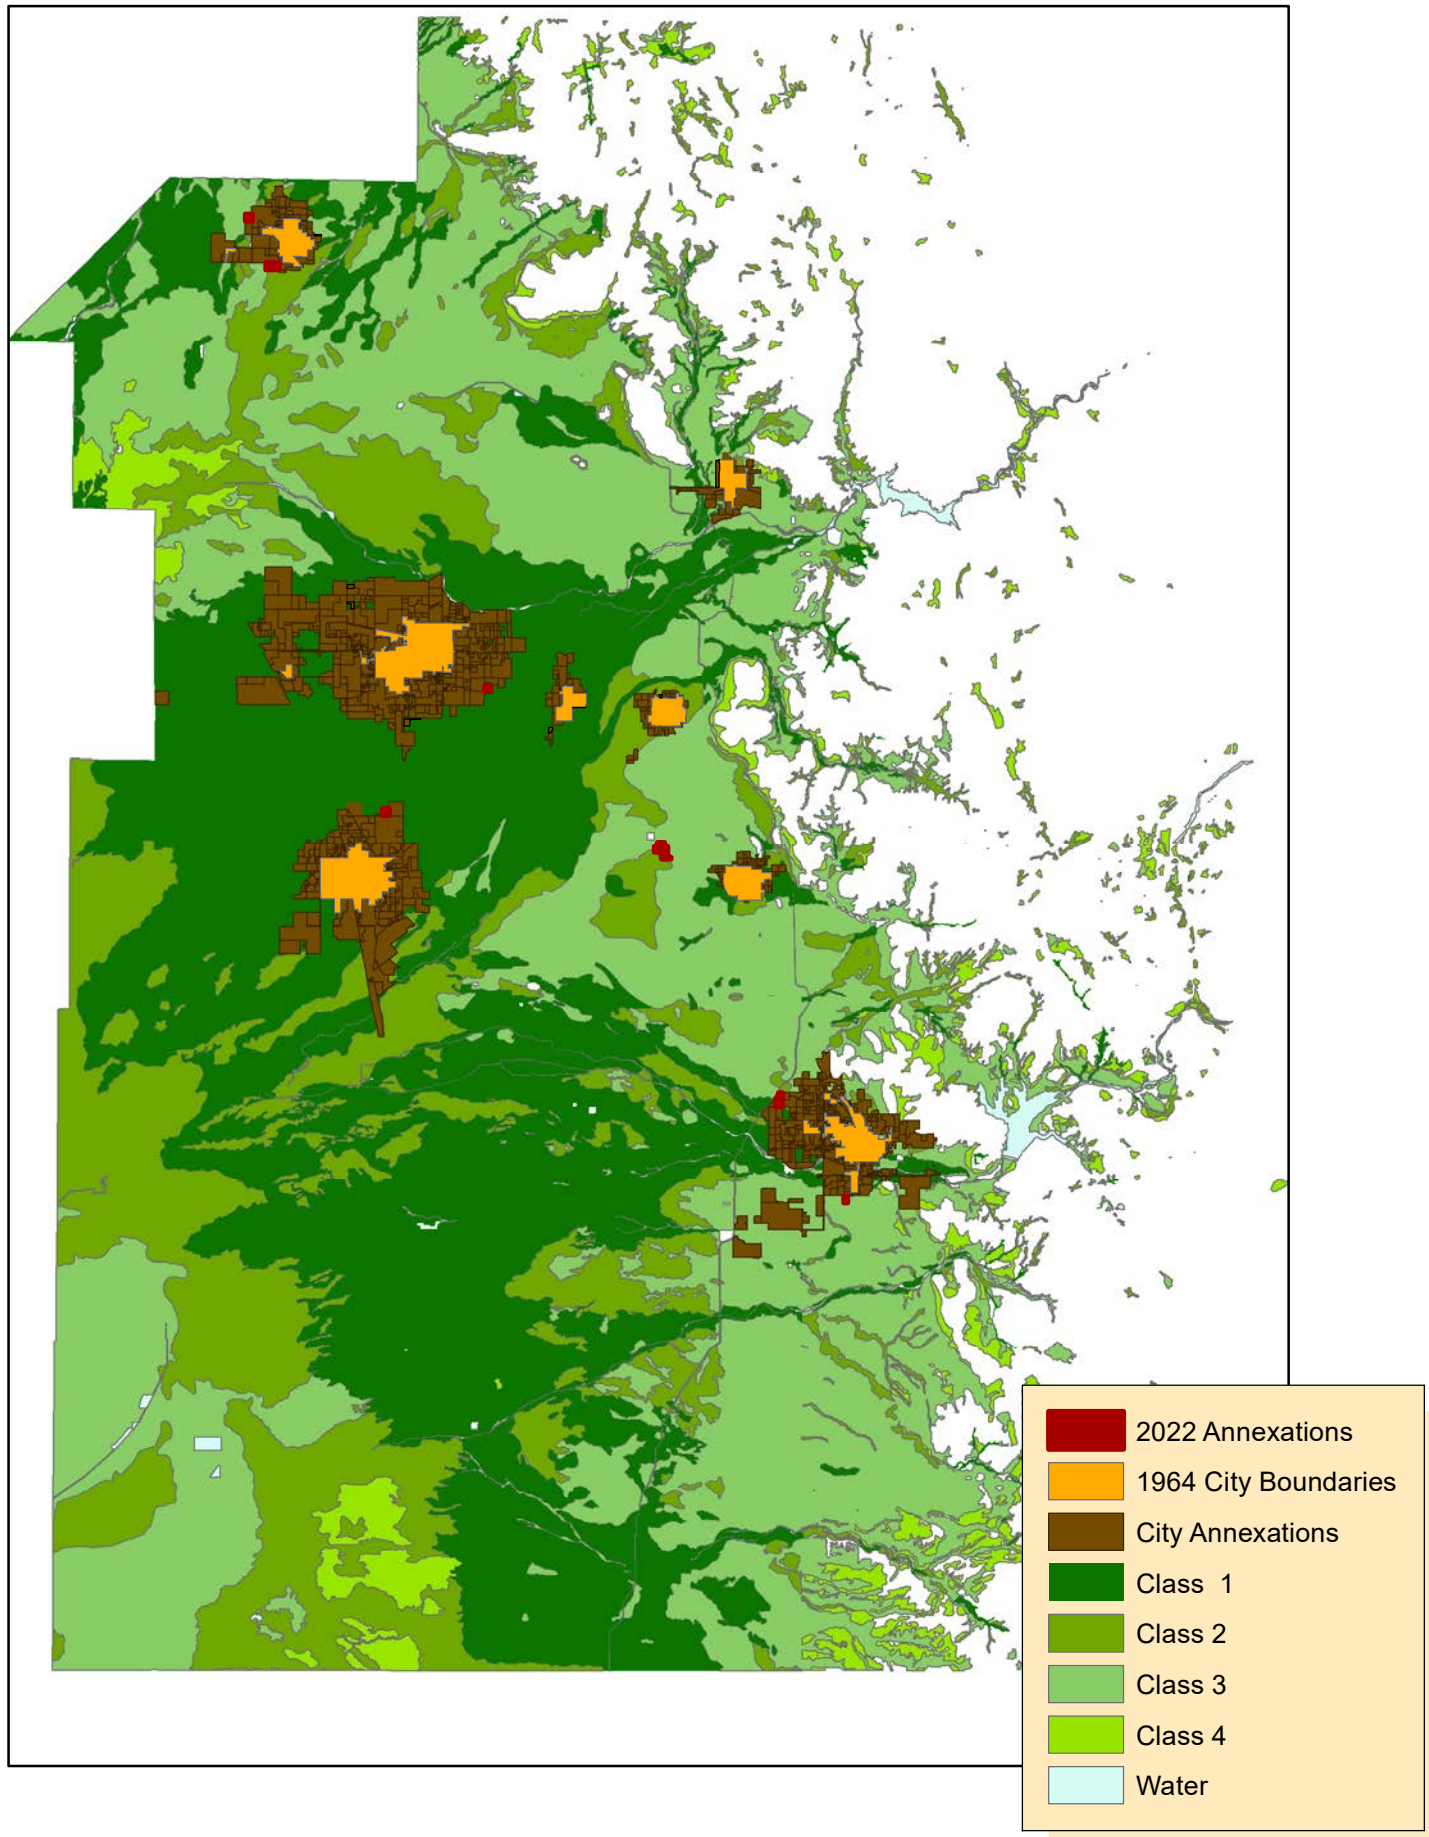 2022 Annexations
1964 City Boundaries
City Annexations
Class 1
Class 2
Class 3
Class 4
Water